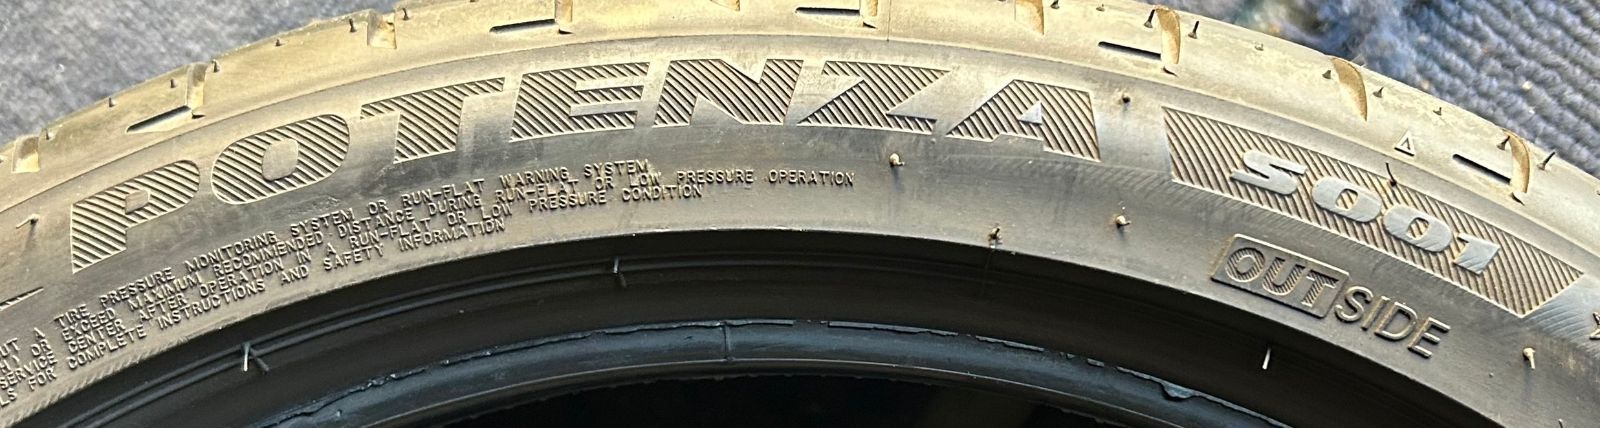 POTENZA
S001
OUTSIDE
A TIRE PRESSURE MONITORING SYSTEM OR RUN-FLAT WARNING SYSTEM
OR EXCEED MAXIMUM RECOMMENDED DISTANCE DURING RUN-FLAT OR LOW PRESSURE OPERATION
SERVICE CENTER AFTER OPERATION IN A RUN-FLAT OR LOW PRESSURE CONDITION
FOR COMPLETE INSTRUCTIONS AND SAFETY INFORMATION